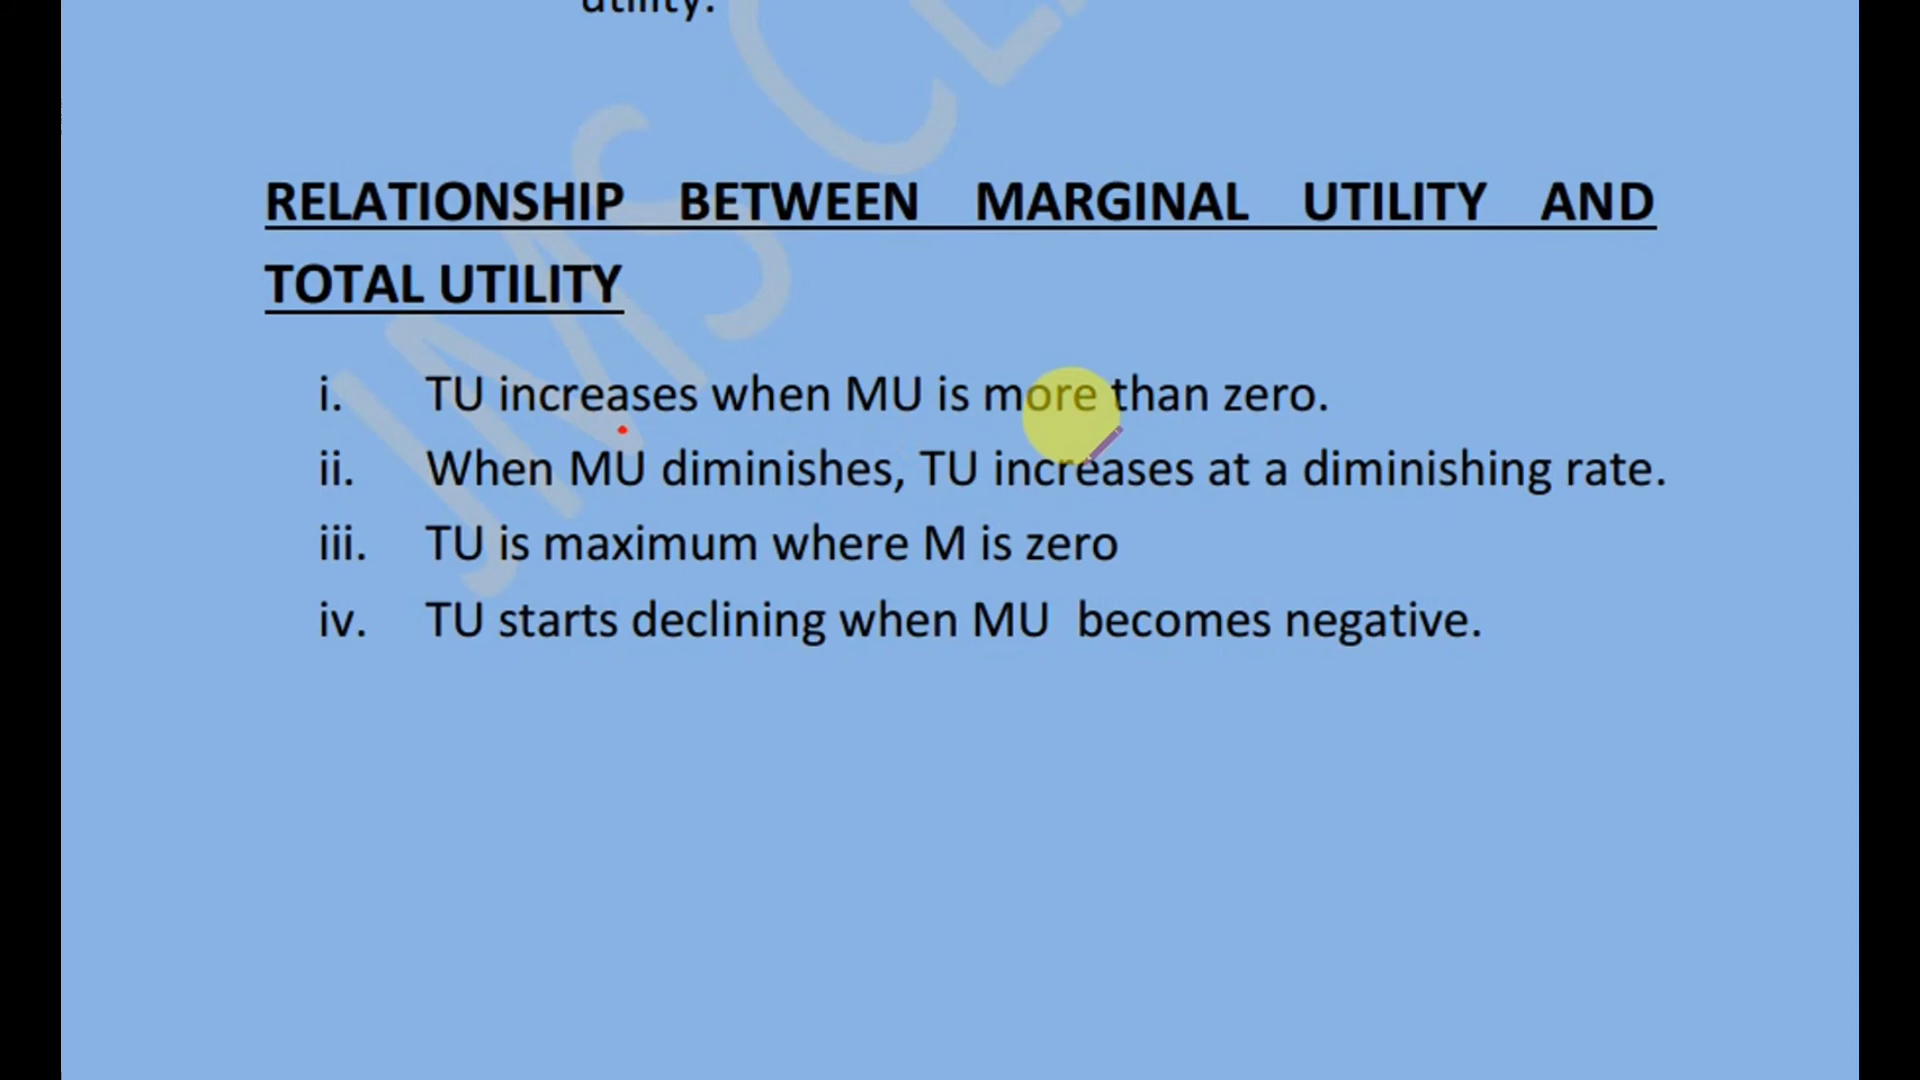 utility.
RELATIONSHIP BETWEEN MARGINAL UTILITY AND
TOTAL UTILITY
i. TU increases when MU is more than zero.
ii. When MU diminishes, TU increases at a diminishing rate.
iii. TU is maximum where M is zero
iv. TU starts declining when MU becomes negative.
JMS